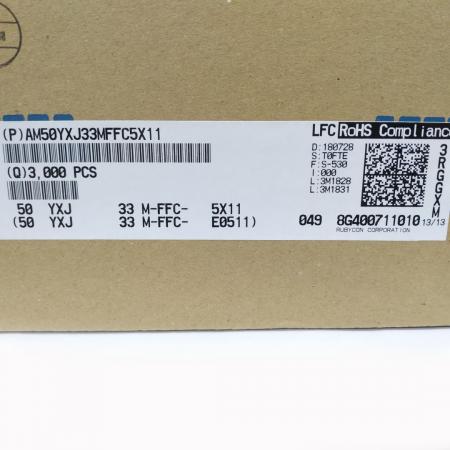 (P)AM50YXJ33MFFC5X11
LFC RoHS Compliance
(Q)3,000 PCS
D:180728
S:T0FTE
F:S-530
I:000
L:3M1828
L:3M1831
3RGGXM
50 YXJ 33 M-FFC- 5X11
(50 YXJ 33 M-FFC- E0511)
049 8G400711010 13/13
RUBYCON CORPORATION